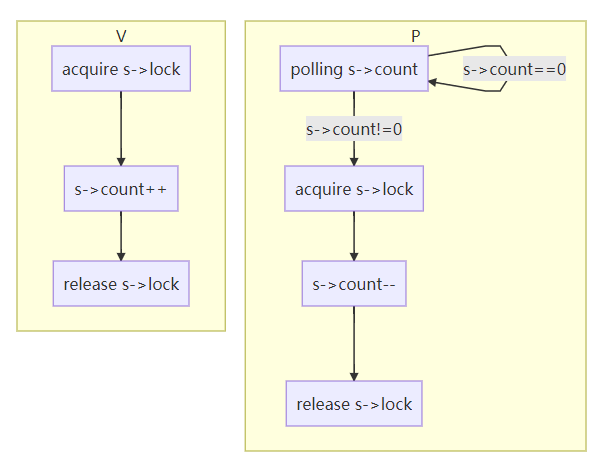 V
acquire s->lock
s->count++
release s->lock
P
polling s->count
s->count==0
s->count!=0
acquire s->lock
s->count--
release s->lock